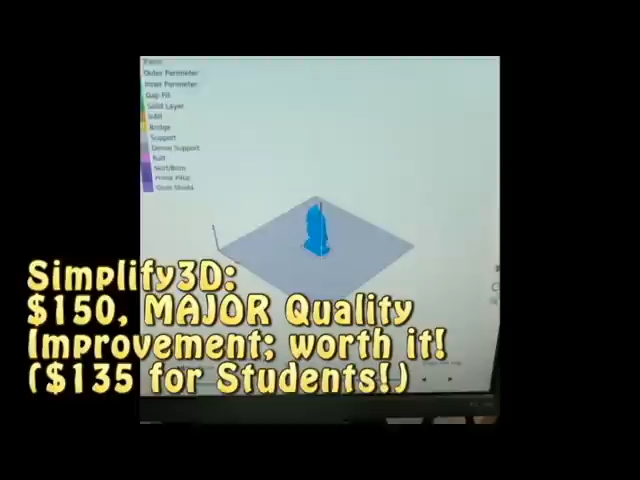 Outer Perimeter
Inner Perimeter
Gap Fill
Solid Layer
Infill
Bridge
Support
Dense Support
Raft
Skirt/Brim
Prime Pillar
Ooze Shield
Simplify3D:
$150, MAJOR Quality
Improvement; worth it!
($135 for Students!)